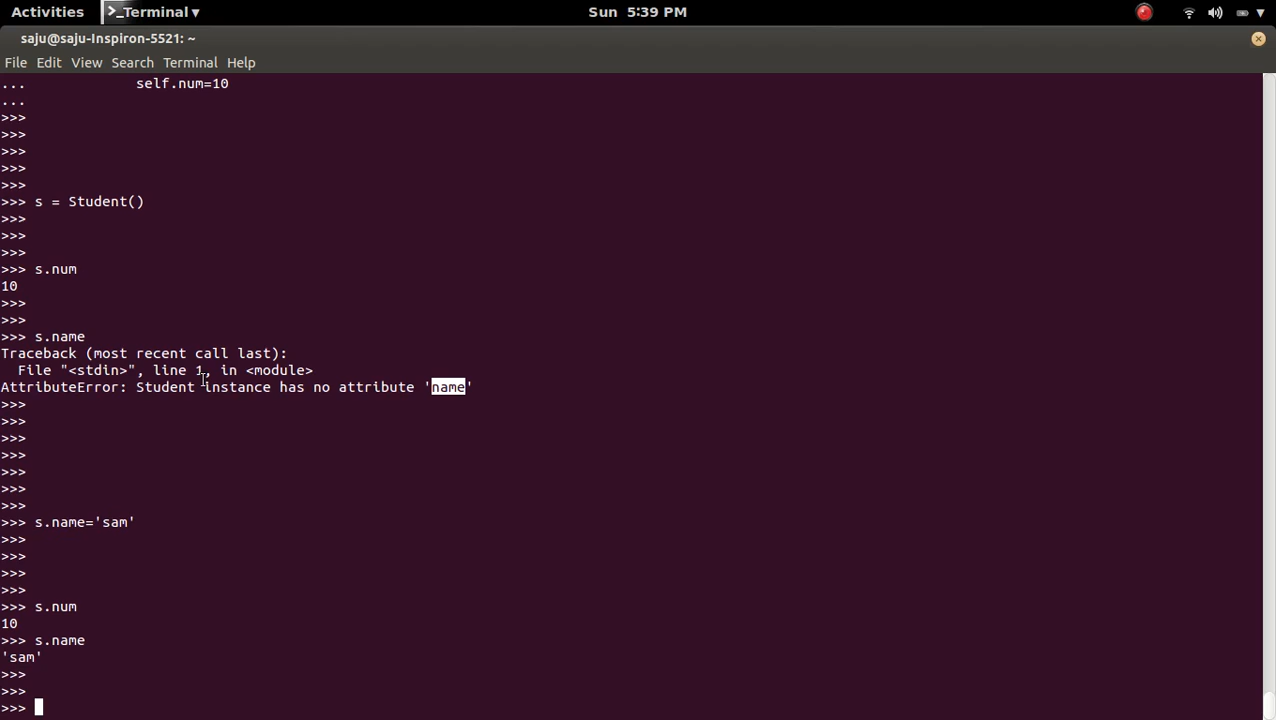 Activities >_Terminal ▾ Sun 5:39 PM
saju@saju-Inspiron-5521: ~
File Edit View Search Terminal Help
... self.num=10
...
>>>
>>>
>>>
>>>
>>>
>>> s = Student()
>>>
>>>
>>>
>>> s.num
10
>>>
>>>
>>> s.name
Traceback (most recent call last):
File "<stdin>", line 1, in <module>
AttributeError: Student instance has no attribute 'name'
>>>
>>>
>>>
>>>
>>>
>>>
>>>
>>> s.name='sam'
>>>
>>>
>>>
>>>
>>> s.num
10
>>> s.name
'sam'
>>>
>>>
>>>